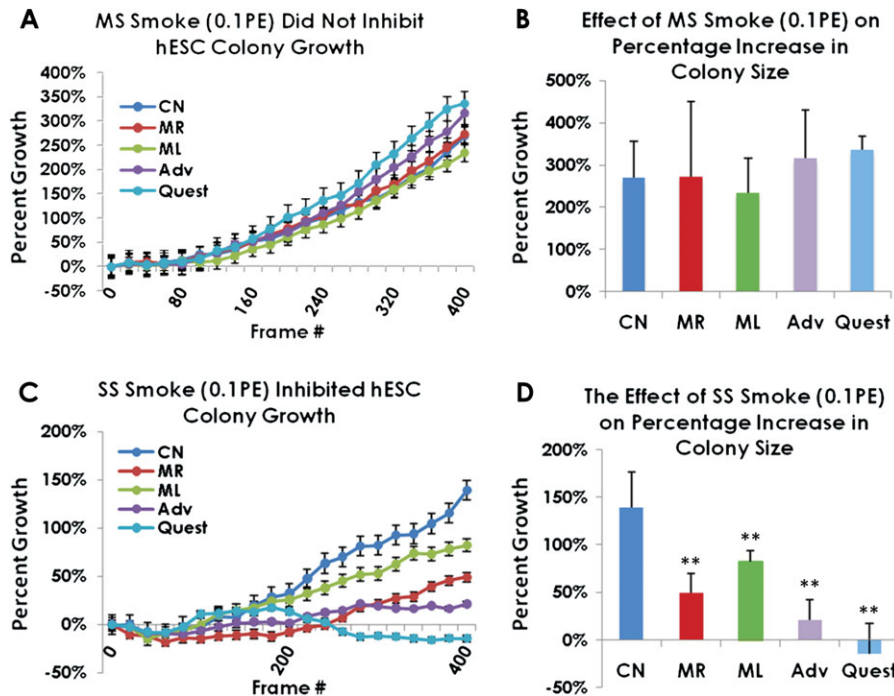 A
MS Smoke (0.1PE) Did Not Inhibit
hESC Colony Growth
400%
350%
300%
250%
200%
150%
100%
50%
0%
-50%
Percent Growth
CN
MR
ML
Adv
Quest
0
80
160
240
320
400
Frame #
B
Effect of MS Smoke (0.1PE) on
Percentage Increase in
Colony Size
500%
400%
300%
200%
100%
0%
Percent Growth
CN
MR
ML
Adv
Quest
C
SS Smoke (0.1PE) Inhibited hESC
Colony Growth
200%
150%
100%
50%
0%
-50%
Percent Growth
CN
MR
ML
Adv
Quest
0
200
400
Frame #
D
The Effect of SS Smoke (0.1PE)
on Percentage Increase in
Colony Size
200%
150%
100%
50%
0%
-50%
Percent Growth
**
**
**
**
CN
MR
ML
Adv
Quest